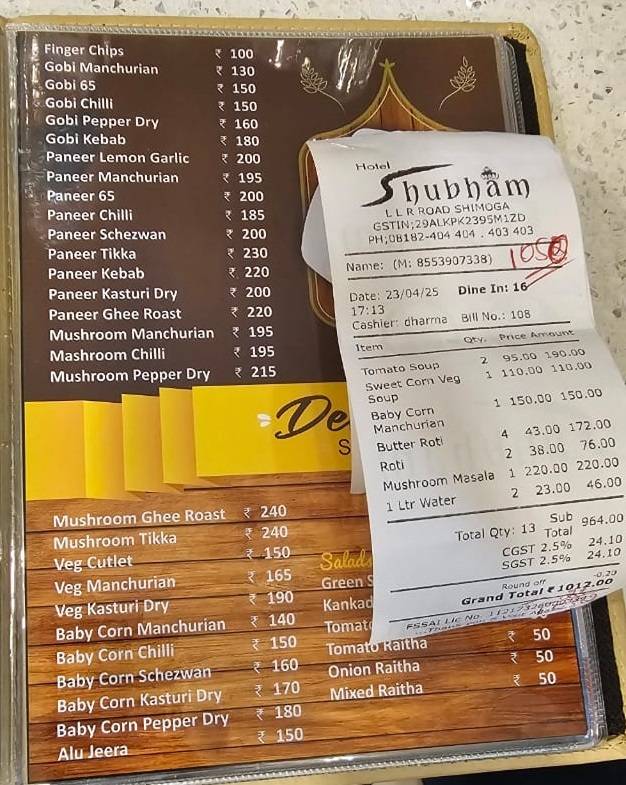 Finger Chips ₹ 100
Gobi Manchurian ₹ 130
Gobi 65 ₹ 150
Gobi Chilli ₹ 150
Gobi Pepper Dry ₹ 160
Gobi Kebab ₹ 180
Paneer Lemon Garlic ₹ 200
Paneer Manchurian ₹ 195
Paneer 65 ₹ 200
Paneer Chilli ₹ 185
Paneer Schezwan ₹ 200
Paneer Tikka ₹ 230
Paneer Kebab ₹ 220
Paneer Kasturi Dry ₹ 200
Paneer Ghee Roast ₹ 220
Mushroom Manchurian ₹ 195
Mashroom Chilli ₹ 195
Mushroom Pepper Dry ₹ 215
De
S
Mushroom Ghee Roast ₹ 240
Mushroom Tikka ₹ 240
Veg Cutlet ₹ 150
Veg Manchurian ₹ 165
Veg Kasturi Dry ₹ 190
Baby Corn Manchurian ₹ 140
Baby Corn Chilli ₹ 150
Baby Corn Schezwan ₹ 160
Baby Corn Kasturi Dry ₹ 170
Baby Corn Pepper Dry ₹ 180
Alu Jeera ₹ 150
Salads
Green S
Kankad
Tomato
Tomato Raitha ₹ 50
Onion Raitha ₹ 50
Mixed Raitha ₹ 50
Hotel
Shubham
L L R ROAD SHIMOGA
GSTIN;29ALKPK2395M1ZD
PH;08182-404 404 . 403 403
Name: (M: 8553907338) 1050
Date: 23/04/25 Dine In: 16
17:13
Cashier: dharma Bill No.: 108
Item Qty. Price Amount
Tomato Soup 2 95.00 190.00
Sweet Corn Veg 1 110.00 110.00
Soup
Baby Corn 1 150.00 150.00
Manchurian
Butter Roti 4 43.00 172.00
Roti 2 38.00 76.00
Mushroom Masala 1 220.00 220.00
1 Ltr Water 2 23.00 46.00
Total Qty: 13 Sub Total 964.00
CGST 2.5% 24.10
SGST 2.5% 24.10
Round off -0.20
Grand Total ₹1012.00
FSSAI Lic No.